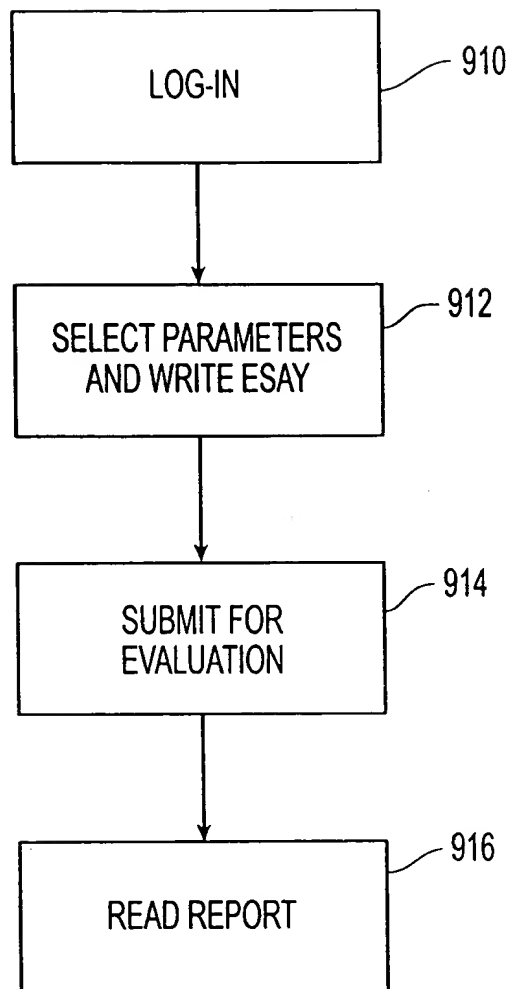 LOG-IN
910
SELECT PARAMETERS
AND WRITE ESAY
912
SUBMIT FOR
EVALUATION
914
READ REPORT
916